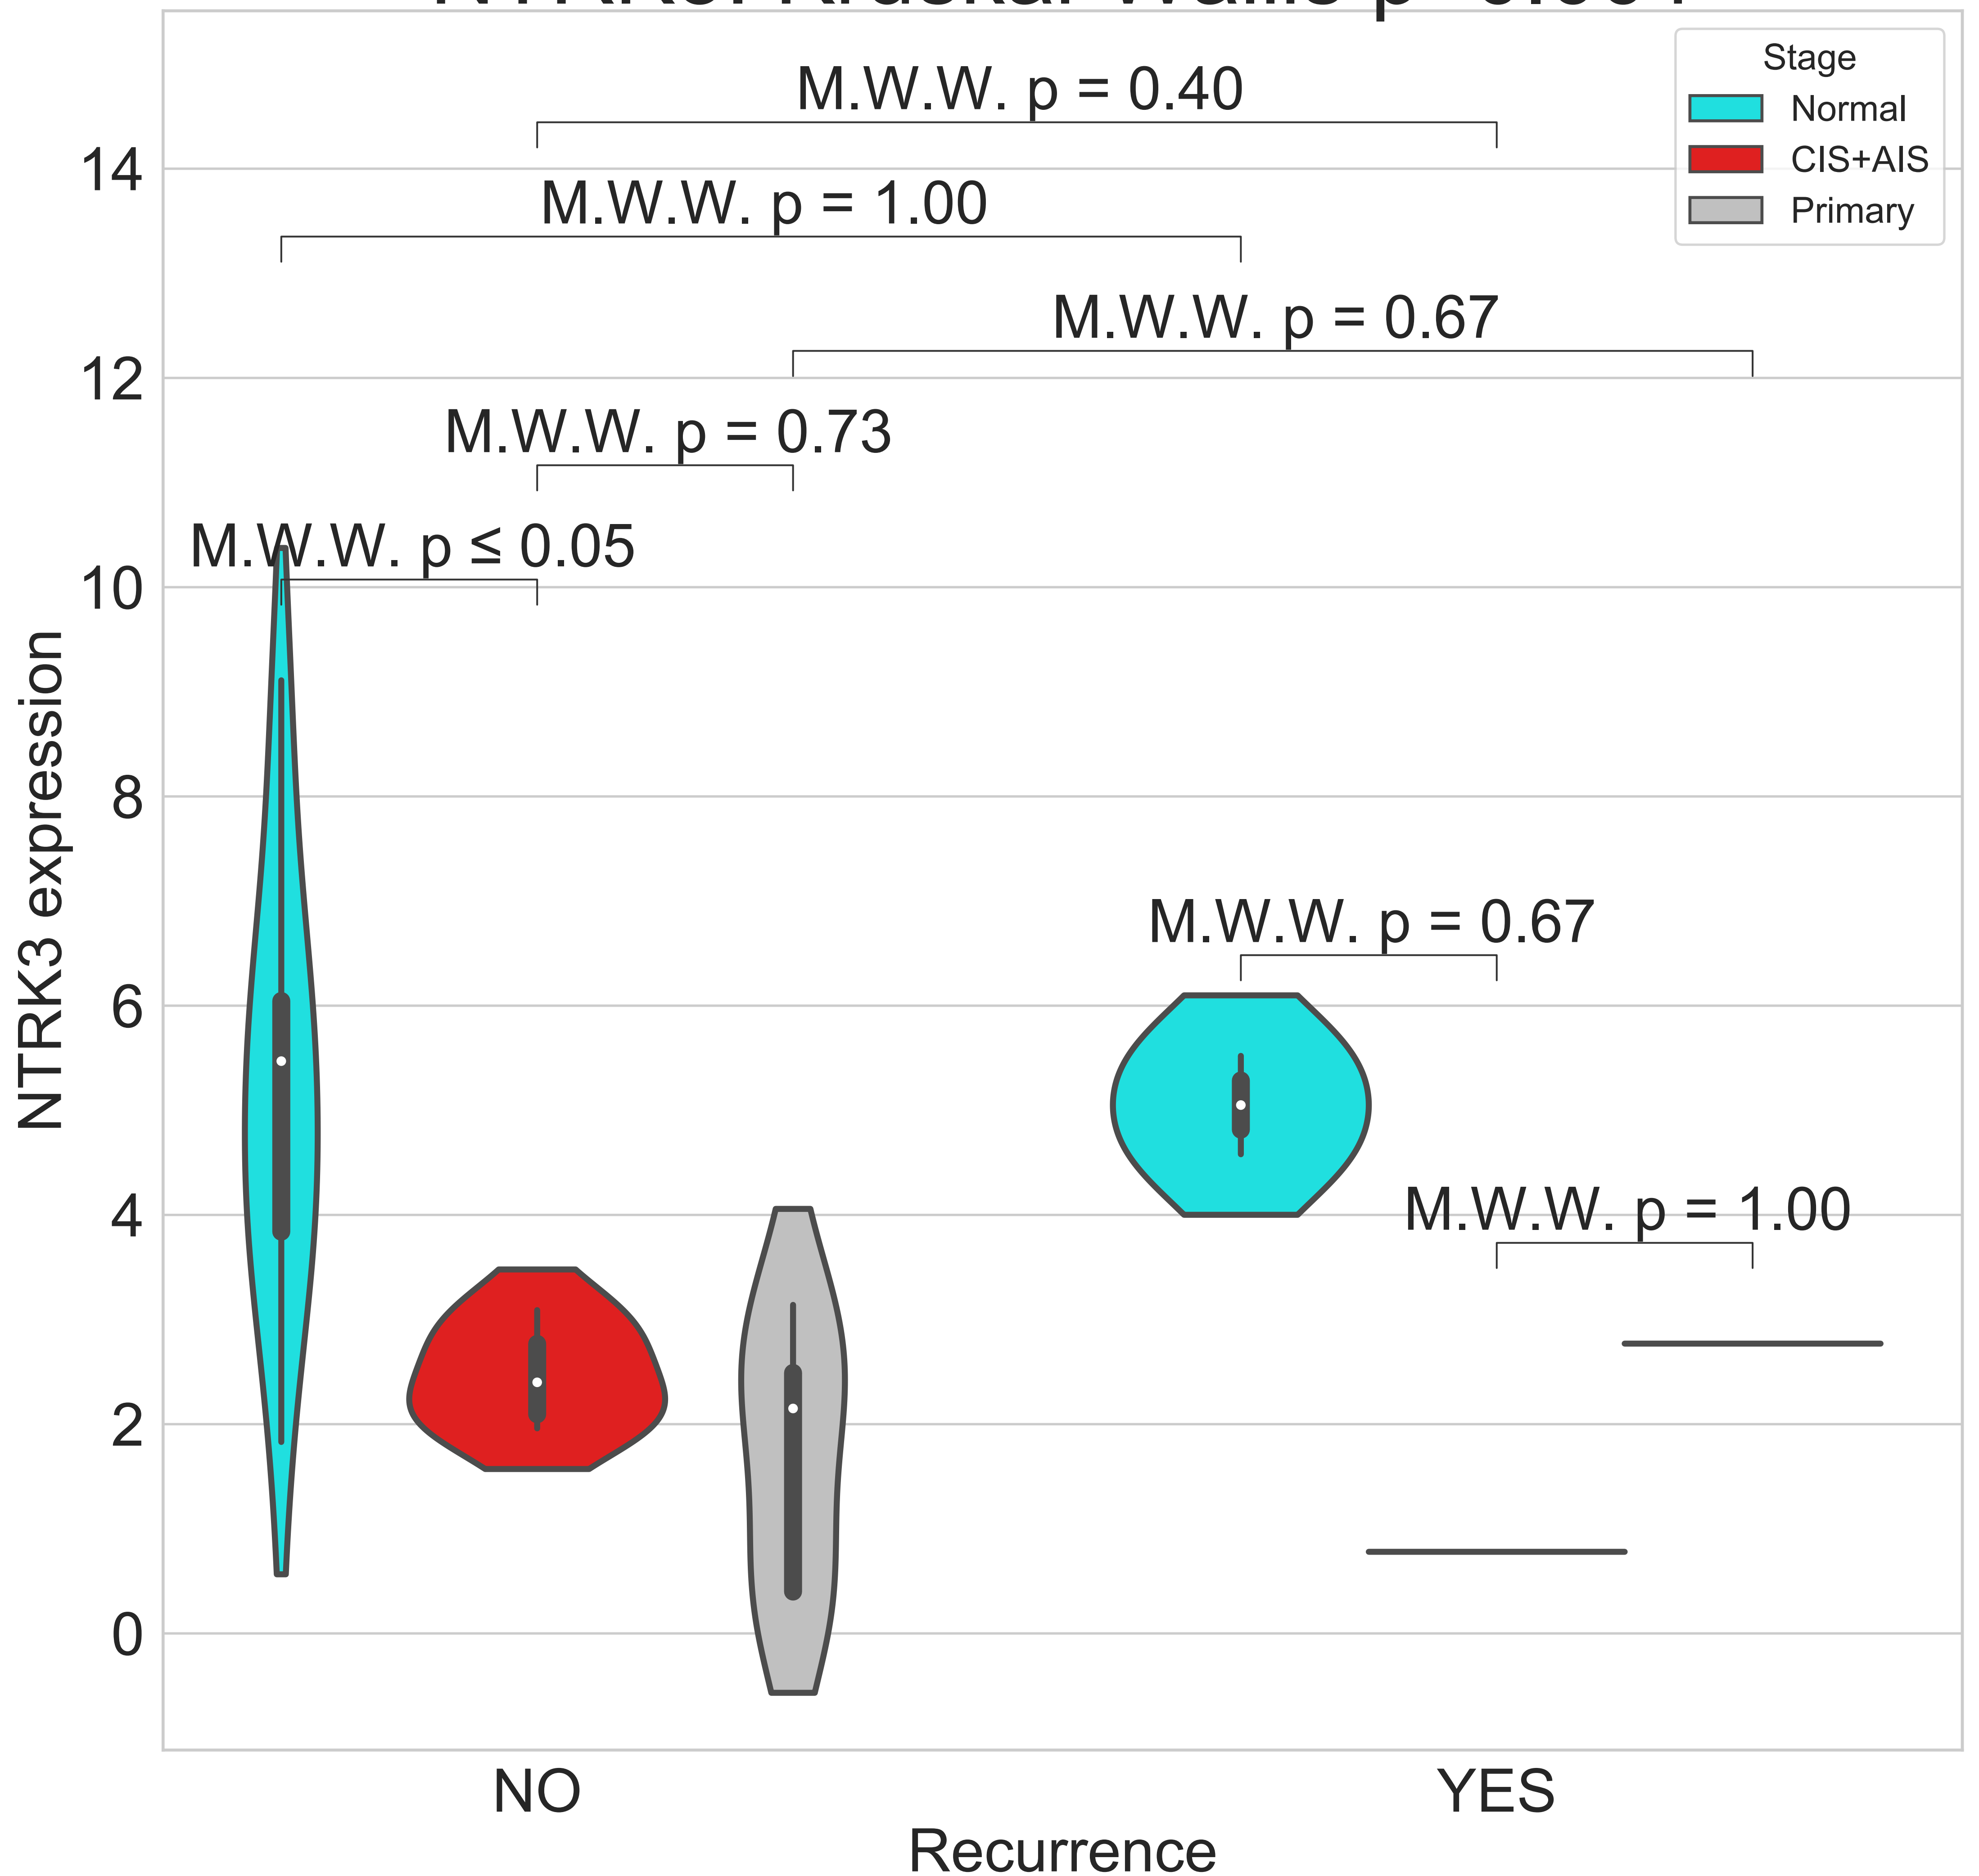 Stage
Normal
CIS+AIS
Primary
M.W.W. p = 0.40
M.W.W. p = 1.00
M.W.W. p = 0.67
M.W.W. p = 0.73
M.W.W. p ≤ 0.05
M.W.W. p = 0.67
M.W.W. p = 1.00
14
12
10
8
6
4
2
0
NTRK3 expression
NO
YES
Recurrence